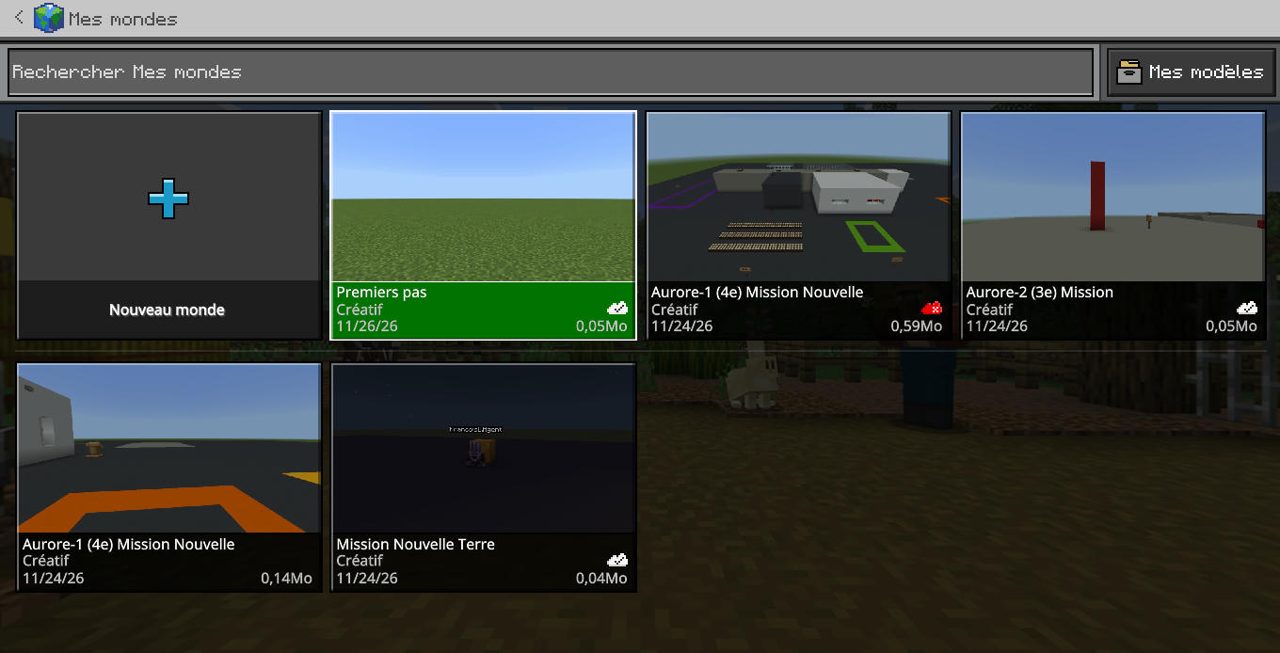 Mes mondes
Rechercher Mes mondes
Mes modèles
Nouveau monde
Premiers pas
Créatif
11/26/26
0,05Mo
Aurore-1 (4e) Mission Nouvelle
Créatif
11/24/26
0,59Mo
Aurore-2 (3e) Mission
Créatif
11/24/26
0,05Mo
Aurore-1 (4e) Mission Nouvelle
Créatif
11/24/26
0,14Mo
Mission Nouvelle Terre
Créatif
11/24/26
0,04Mo